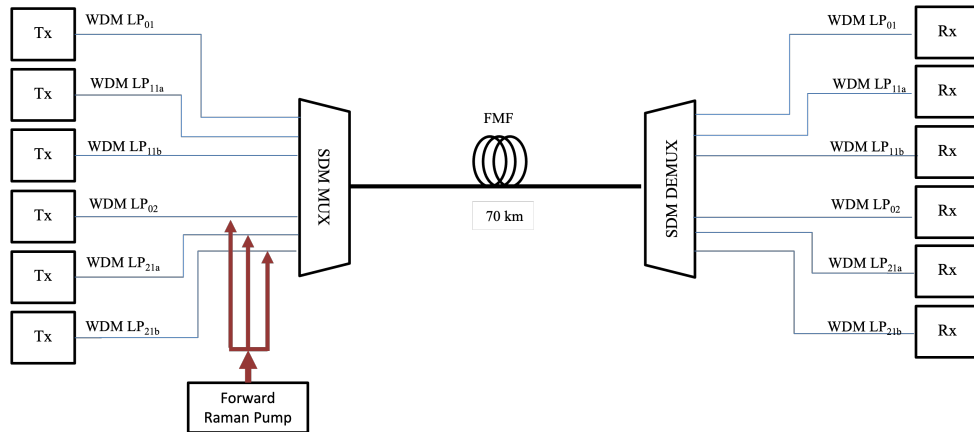 Tx
WDM LP01
Tx
WDM LP11a
Tx
WDM LP11b
Tx
WDM LP02
Tx
WDM LP21a
Tx
WDM LP21b
Forward
Raman Pump
SDM MUX
FMF
70 km
SDM DEMUX
WDM LP01
Rx
WDM LP11a
Rx
WDM LP11b
Rx
WDM LP02
Rx
WDM LP21a
Rx
WDM LP21b
Rx